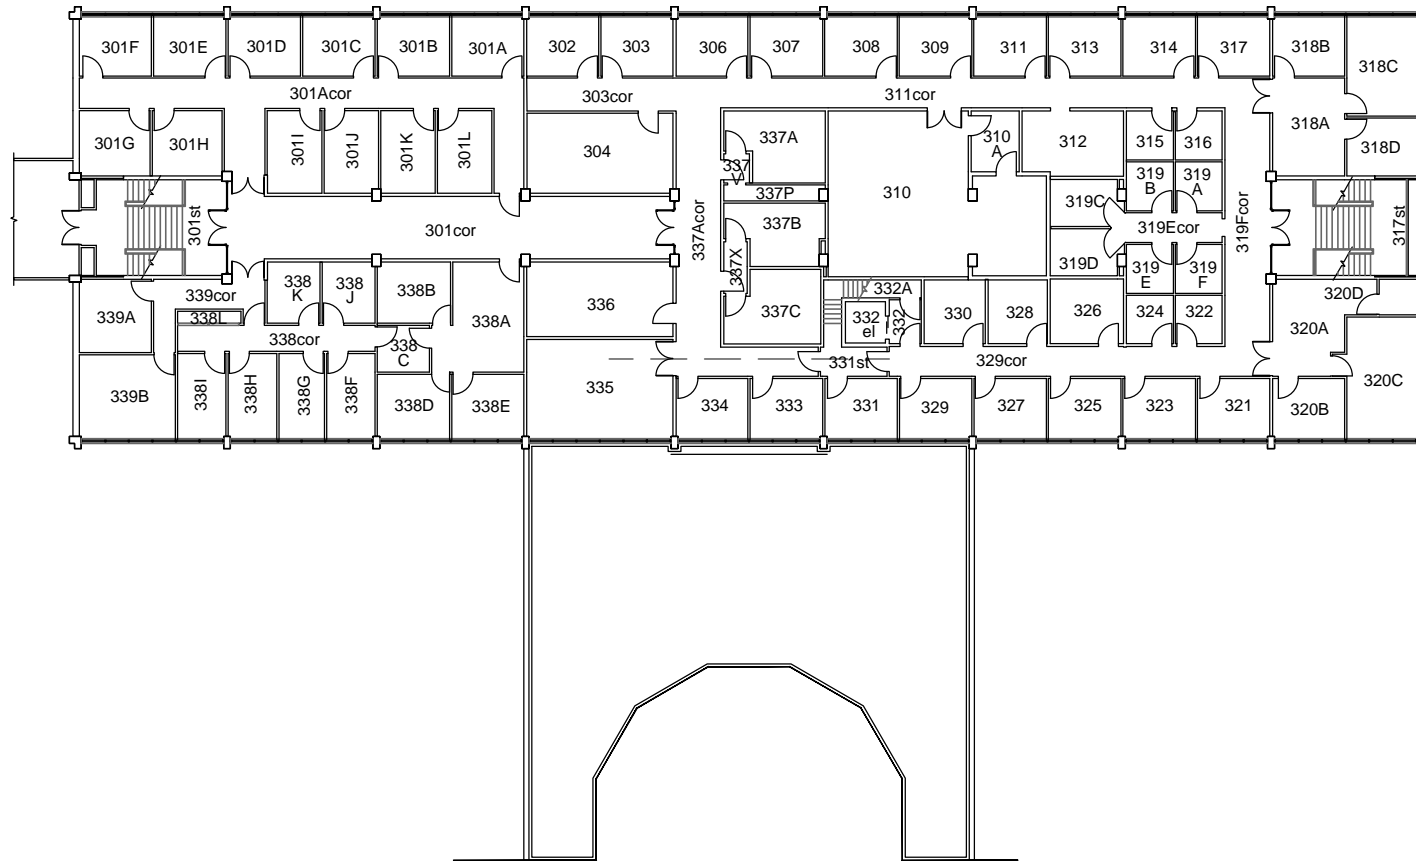 301F
301E
301D
301C
301B
301A
302
303
306
307
308
309
311
313
314
317
318B
318C
301Acor
303cor
311cor
301G
301H
301I
301J
301K
301L
304
337A
310
A
312
315
316
318A
318D
337
V
337P
310
319
B
319
A
319C
301st
301cor
337Acor
337B
319Ecor
319Fcor
317st
337X
319D
319
E
319
F
339cor
338
K
338
J
338B
336
332A
320D
339A
338L
338A
337C
332
el
332
330
328
326
324
322
320A
338cor
338
C
331st
329cor
339B
338I
338H
338G
338F
338D
338E
335
334
333
331
329
327
325
323
321
320B
320C